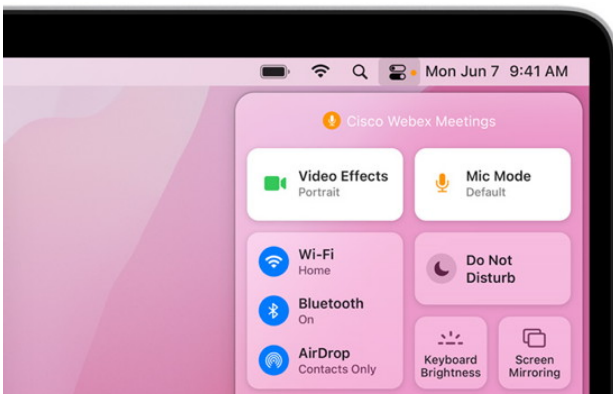 Mon Jun 7 9:41 AM
Cisco Webex Meetings
Video Effects
Portrait
Mic Mode
Default
Wi-Fi
Home
Do Not
Disturb
Bluetooth
On
AirDrop
Contacts Only
Keyboard
Brightness
Screen
Mirroring